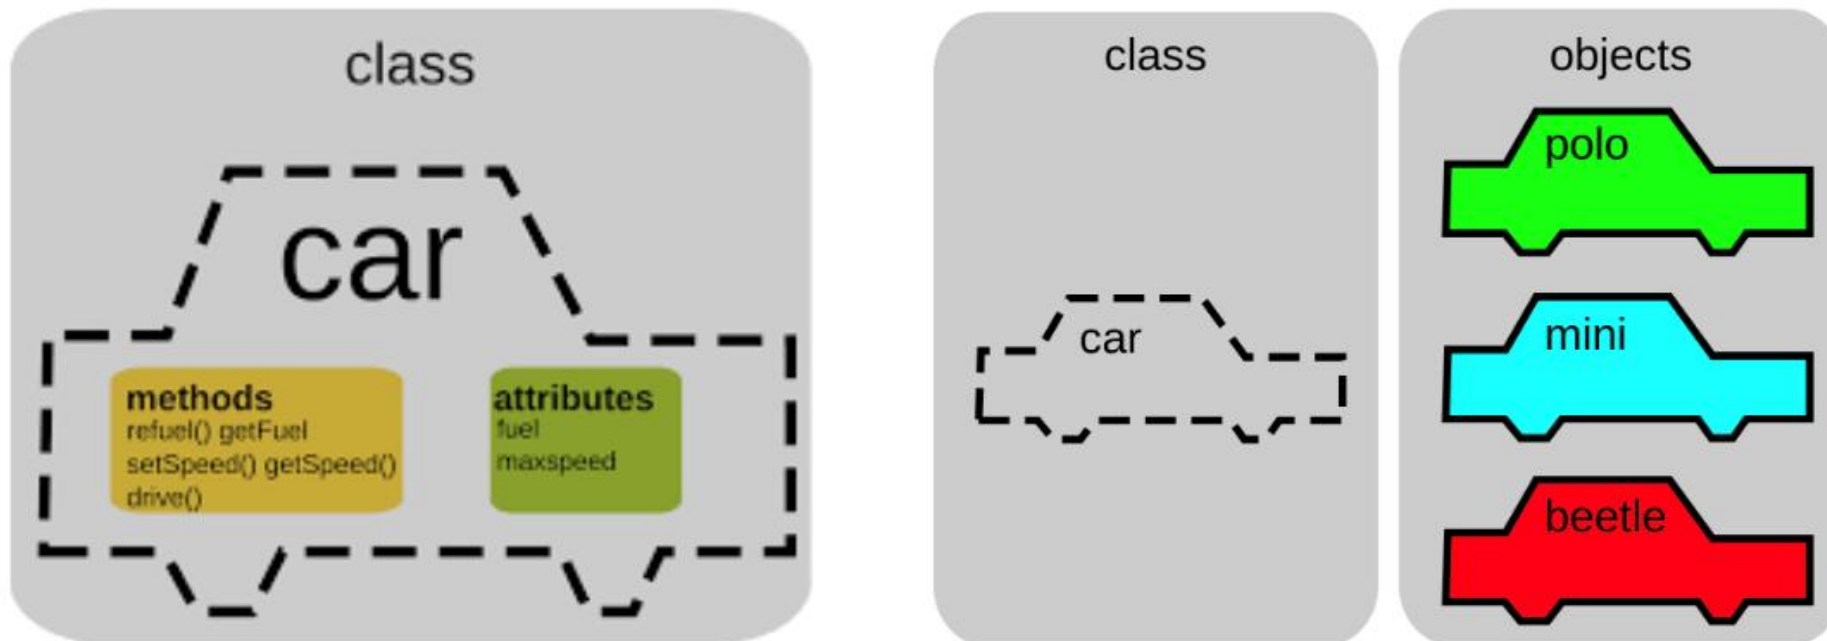 class
car
methods
refuel() getFuel
setSpeed() getSpeed()
drive()
attributes
fuel
maxspeed
class
car
objects
polo
mini
beetle